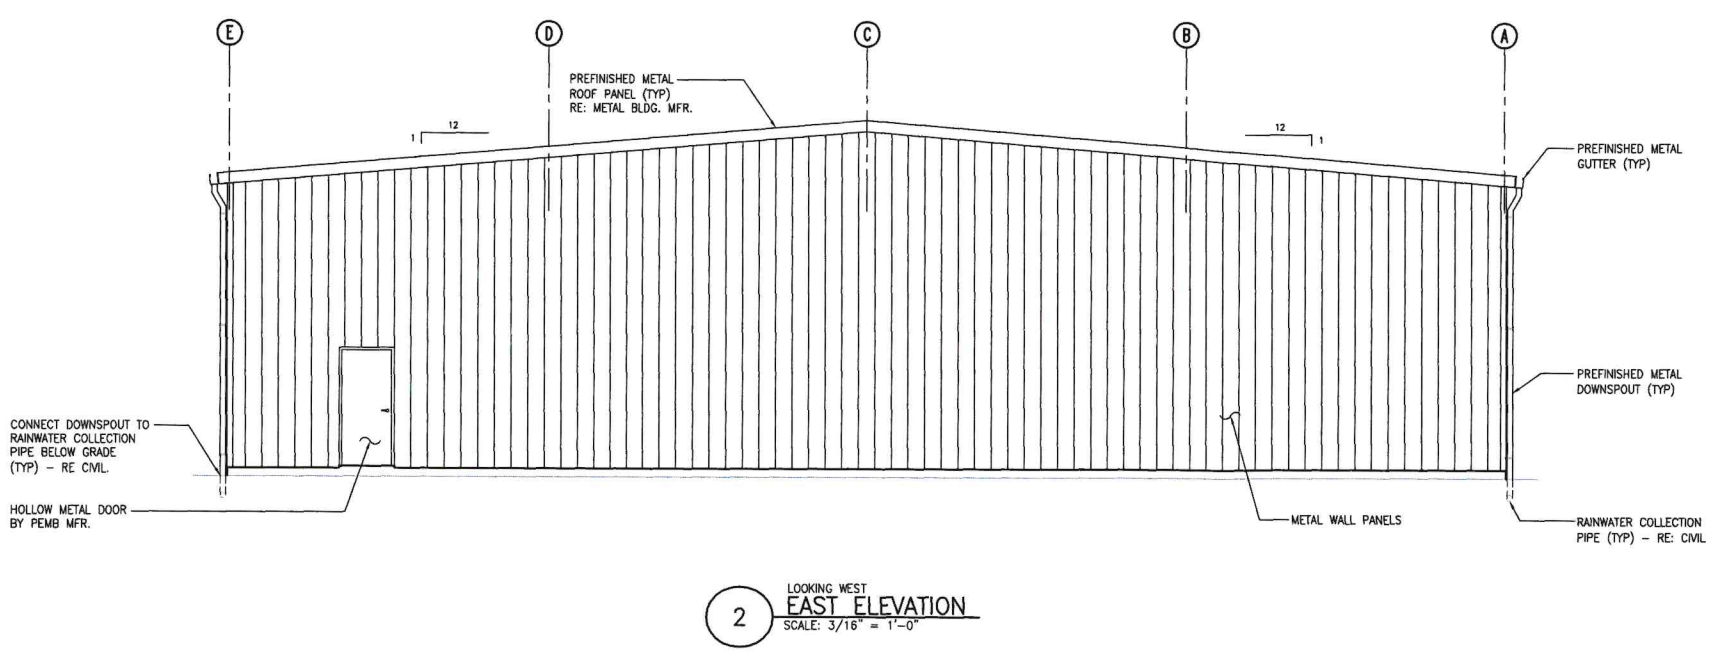 E
D
C
B
A
PREFINISHED METAL
ROOF PANEL (TYP)
RE: METAL BLDG. MFR.
12
1
12
1
PREFINISHED METAL
GUTTER (TYP)
PREFINISHED METAL
DOWNSPOUT (TYP)
CONNECT DOWNSPOUT TO
RAINWATER COLLECTION
PIPE BELOW GRADE
(TYP) – RE CIVIL.
HOLLOW METAL DOOR
BY PEMB MFR.
METAL WALL PANELS
RAINWATER COLLECTION
PIPE (TYP) – RE: CIVIL
2
LOOKING WEST
EAST ELEVATION
SCALE: 3/16" = 1'-0"